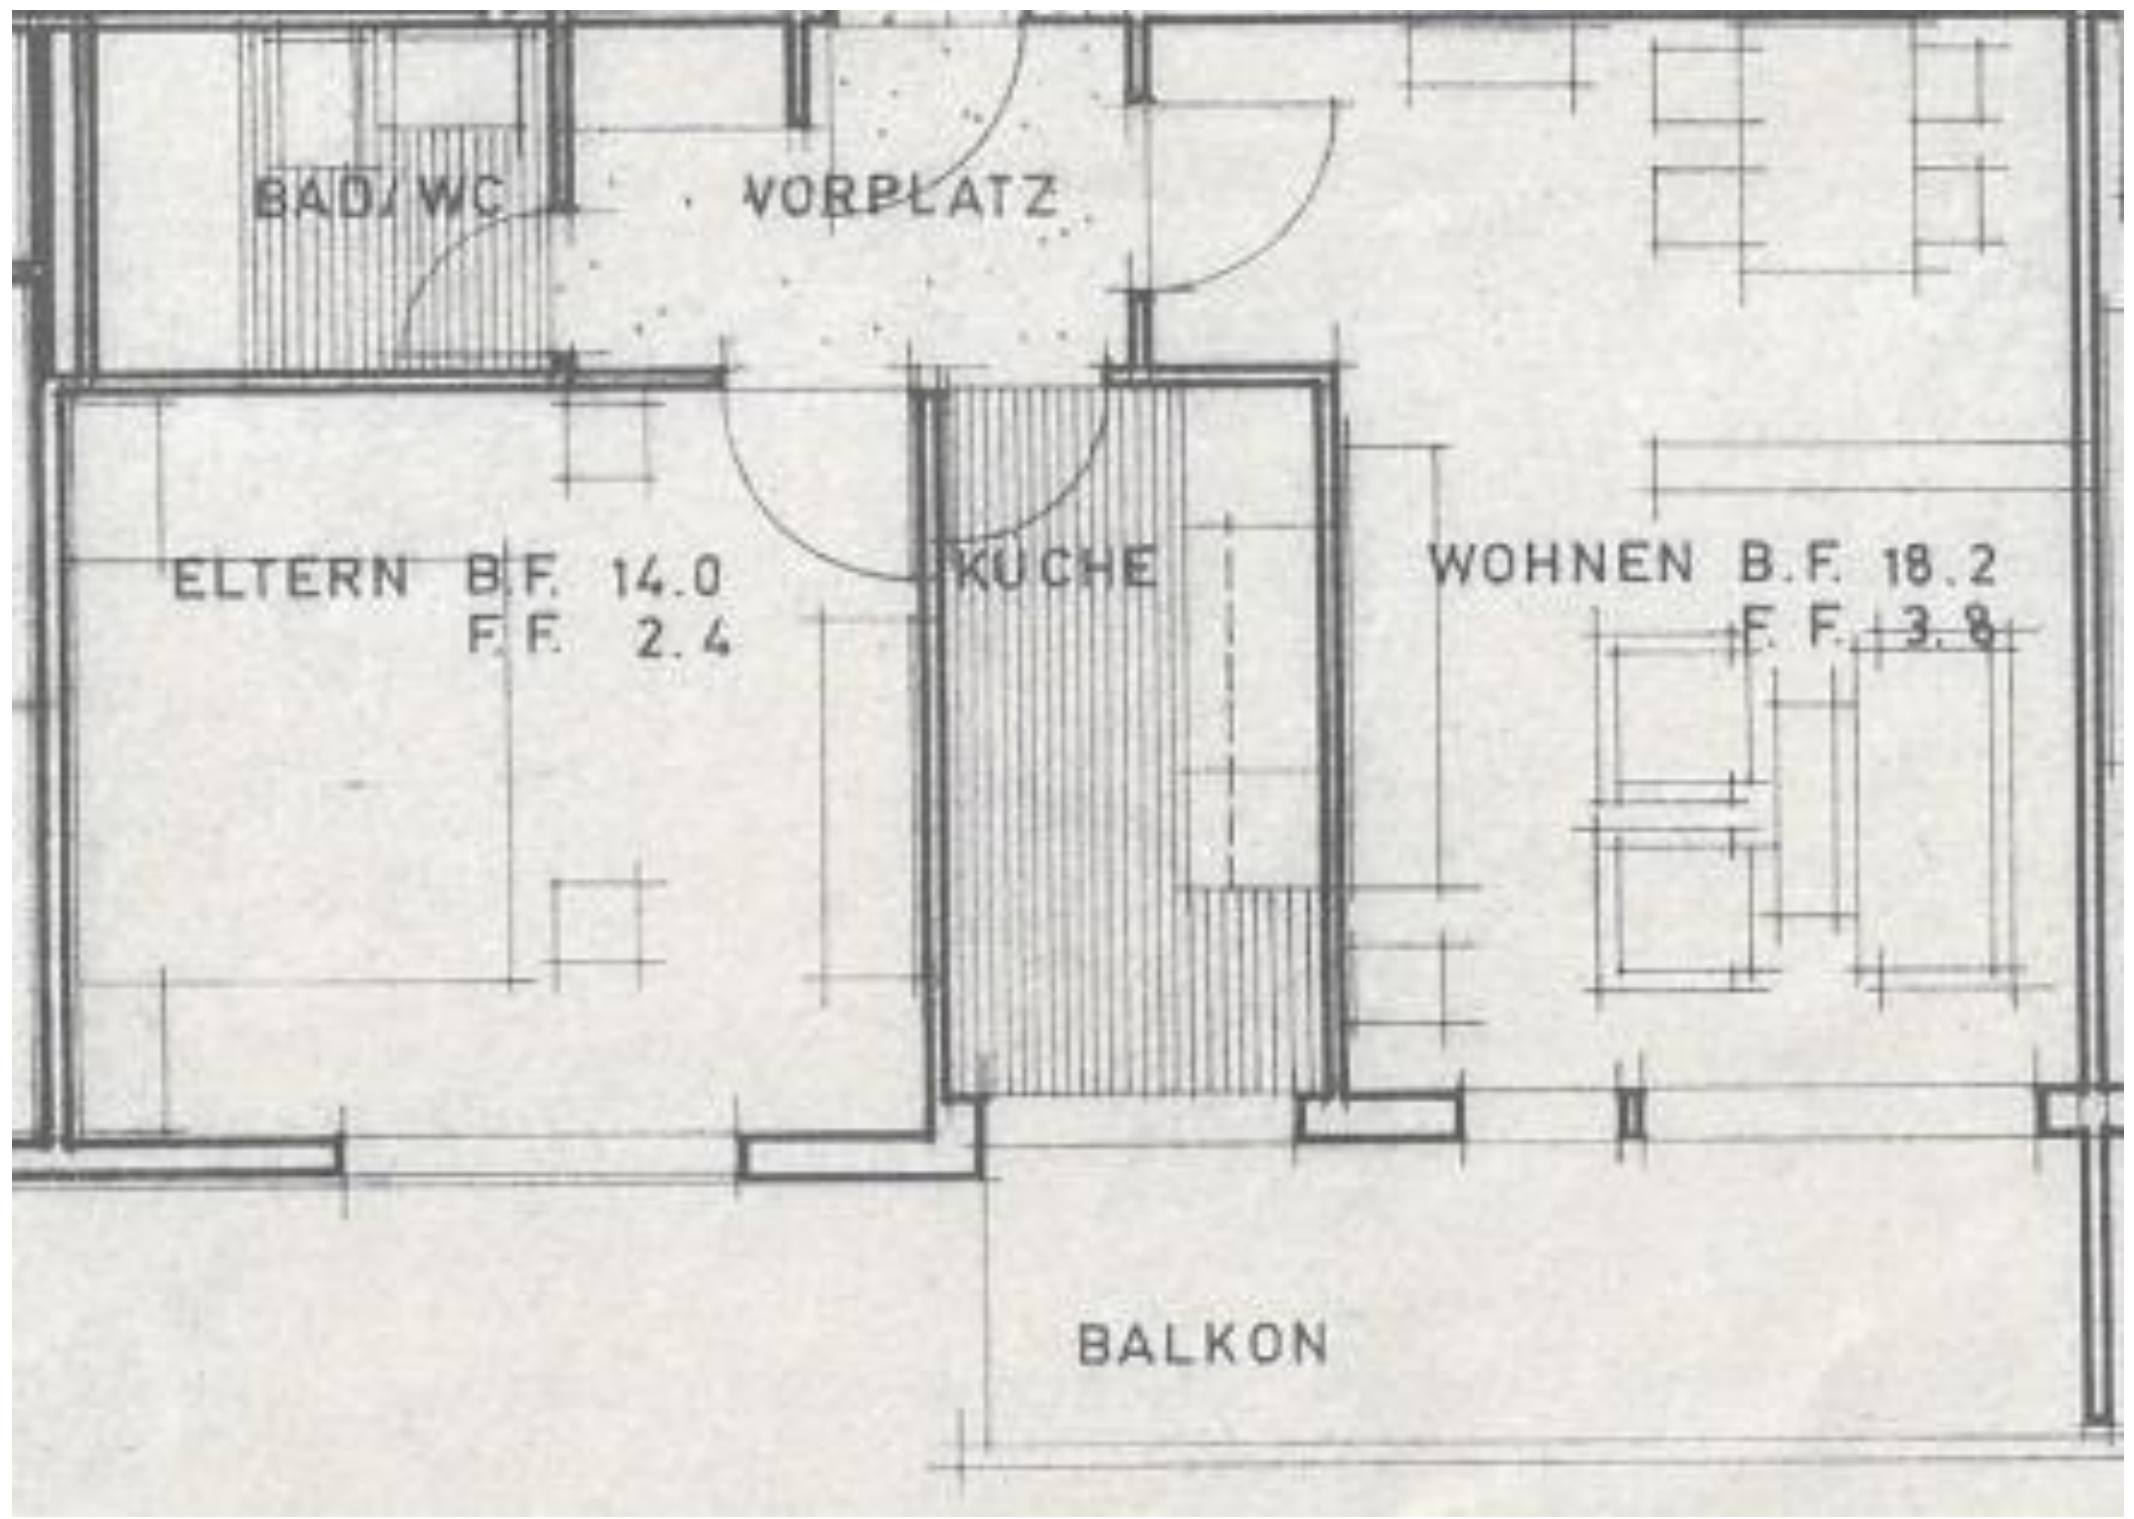 BAD/WC
VORPLATZ
ELTERN B.F. 14.0
F.F. 2.4
KÜCHE
WOHNEN B.F. 18.2
F.F. 3.8
BALKON